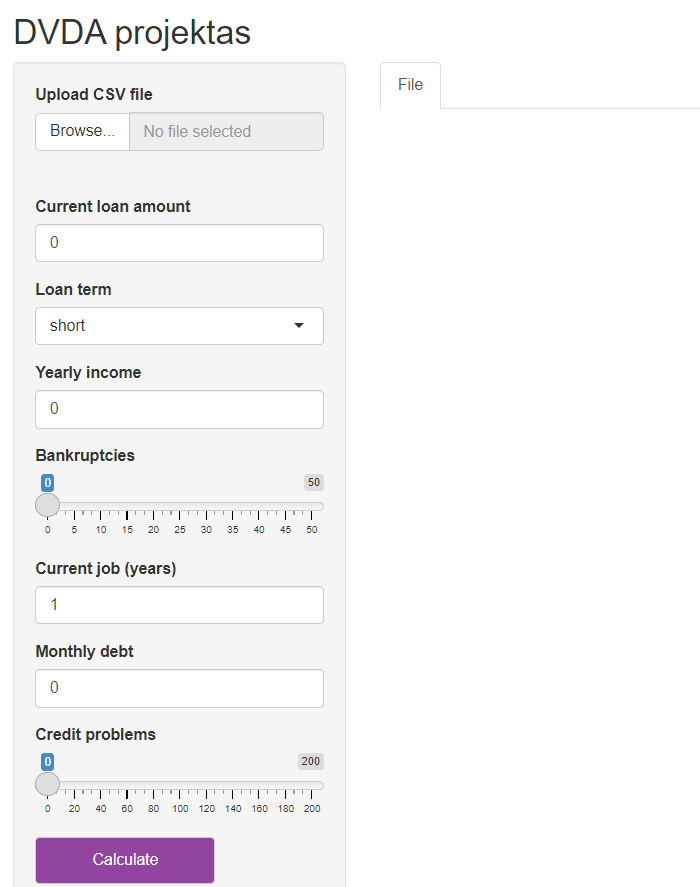 DVDA projektas
Upload CSV file
Browse... No file selected
File
Current loan amount
0
Loan term
short
Yearly income
0
Bankruptcies
0 50
0 5 10 15 20 25 30 35 40 45 50
Current job (years)
1
Monthly debt
0
Credit problems
0 200
0 20 40 60 80 100 120 140 160 180 200
Calculate